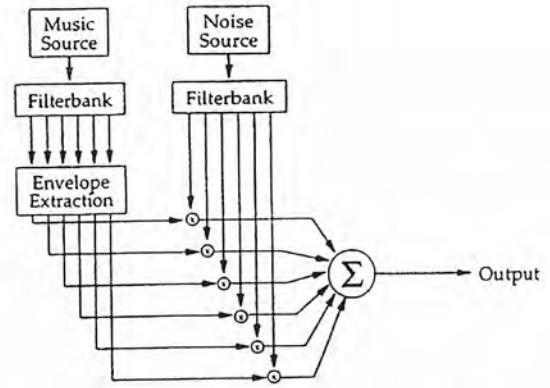 Music
Source
Noise
Source
Filterbank
Filterbank
Envelope
Extraction
x
x
x
x
x
x
Σ
Output